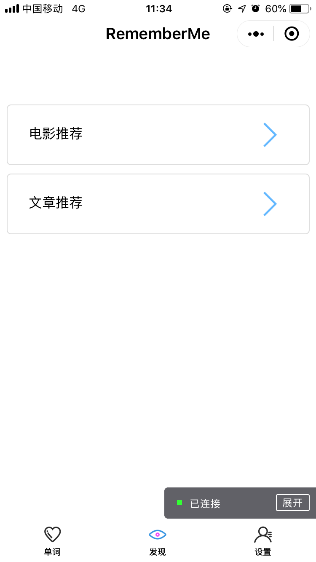 中国移动 4G 11:34 60%
RememberMe
电影推荐
文章推荐
已连接 展开
单词 发现 设置